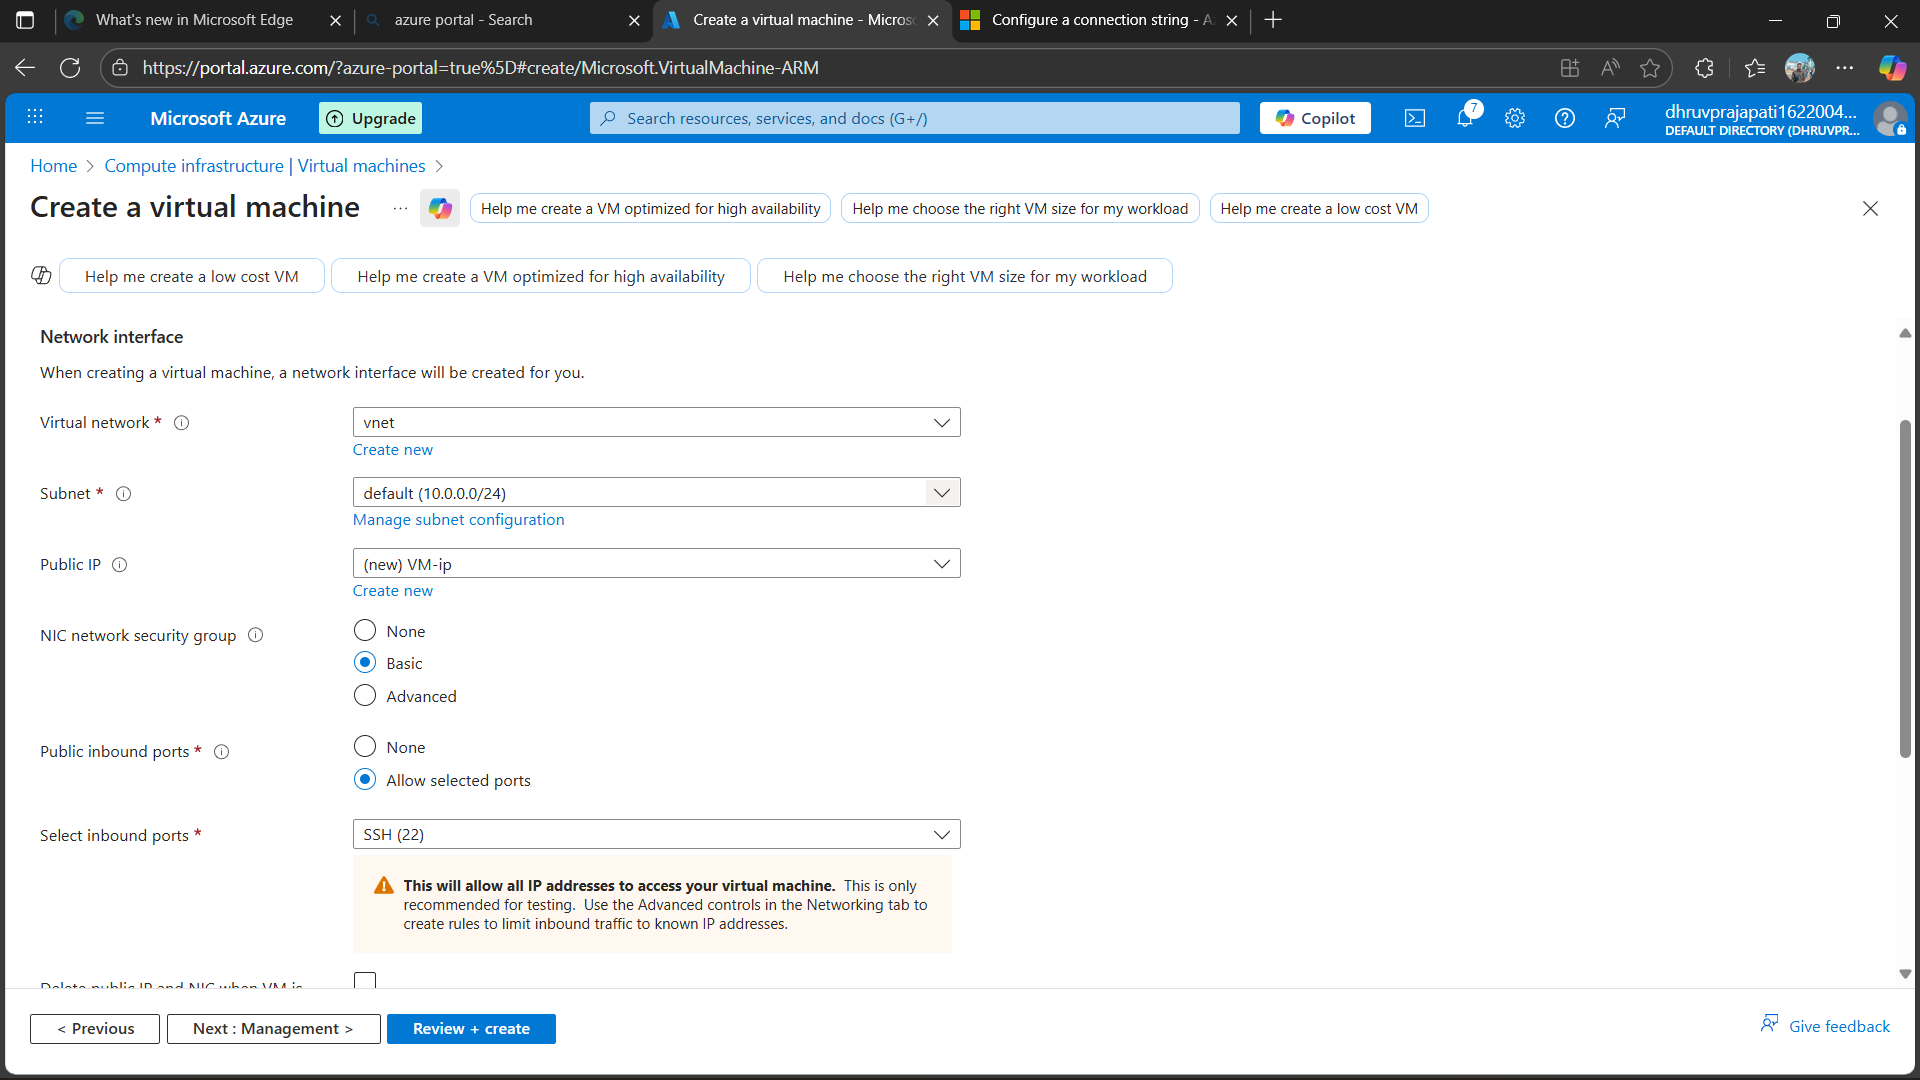 What's new in Microsoft Edge
azure portal - Search
Create a virtual machine - Micros
Configure a connection string - A
https://portal.azure.com/?azure-portal=true%5D#create/Microsoft.VirtualMachine-ARM
Microsoft Azure
Upgrade
Search resources, services, and docs (G+/)
Copilot
7
dhruvprajapati1622004...
DEFAULT DIRECTORY (DHRUVPR...
Home > Compute infrastructure | Virtual machines >
Create a virtual machine ...
Help me create a VM optimized for high availability
Help me choose the right VM size for my workload
Help me create a low cost VM
Help me create a low cost VM
Help me create a VM optimized for high availability
Help me choose the right VM size for my workload
Network interface
When creating a virtual machine, a network interface will be created for you.
Virtual network *
vnet
Create new
Subnet *
default (10.0.0.0/24)
Manage subnet configuration
Public IP
(new) VM-ip
Create new
NIC network security group
None
Basic
Advanced
Public inbound ports *
None
Allow selected ports
Select inbound ports *
SSH (22)
This will allow all IP addresses to access your virtual machine. This is only
recommended for testing. Use the Advanced controls in the Networking tab to
create rules to limit inbound traffic to known IP addresses.
Delete public IP and NIC when VM is
< Previous
Next : Management >
Review + create
Give feedback